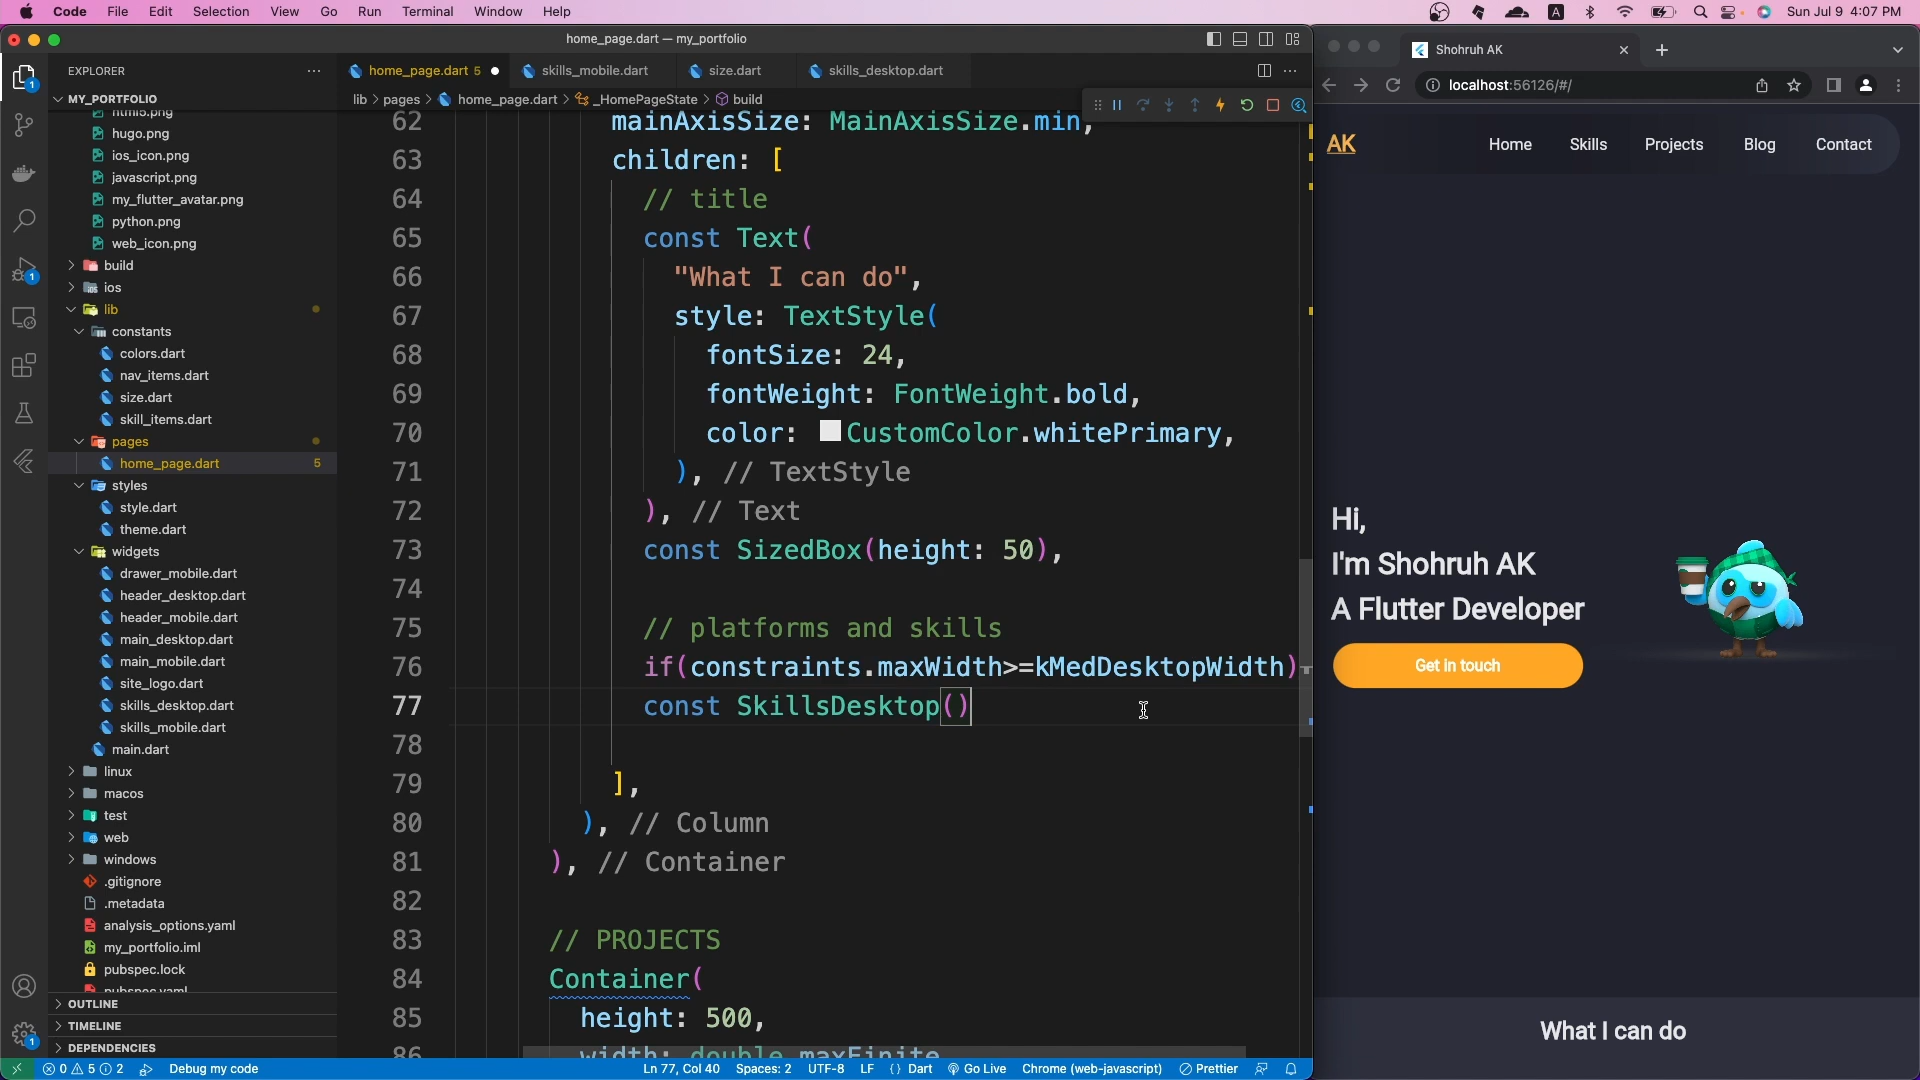 Code File Edit Selection View Go Run Terminal Window Help
A
Sun Jul 9 4:07 PM
home_page.dart — my_portfolio
EXPLORER
home_page.dart 5
skills_mobile.dart
size.dart
skills_desktop.dart
lib > pages > home_page.dart > _HomePageState > build
MY_PORTFOLIO
html5.png
hugo.png
ios_icon.png
javascript.png
my_flutter_avatar.png
python.png
web_icon.png
build
ios
lib
constants
colors.dart
nav_items.dart
size.dart
skill_items.dart
pages
home_page.dart 5
styles
style.dart
theme.dart
widgets
drawer_mobile.dart
header_desktop.dart
header_mobile.dart
main_desktop.dart
main_mobile.dart
site_logo.dart
skills_desktop.dart
skills_mobile.dart
main.dart
linux
macos
test
web
windows
.gitignore
.metadata
analysis_options.yaml
my_portfolio.iml
pubspec.lock
pubspec.yaml
OUTLINE
TIMELINE
DEPENDENCIES
1
1
1
62 mainAxisSize: MainAxisSize.min,
63 children: [
64 // title
65 const Text(
66 "What I can do",
67 style: TextStyle(
68 fontSize: 24,
69 fontWeight: FontWeight.bold,
70 color: CustomColor.whitePrimary,
71 ), // TextStyle
72 ), // Text
73 const SizedBox(height: 50),
74
75 // platforms and skills
76 if(constraints.maxWidth>=kMedDesktopWidth)
77 const SkillsDesktop()
78
79 ],
80 ), // Column
81 ), // Container
82
83 // PROJECTS
84 Container(
85 height: 500,
86 width: double.maxFinite
0 5 2 Debug my code
Ln 77, Col 40 Spaces: 2 UTF-8 LF { } Dart Go Live Chrome (web-javascript) Prettier
Shohruh AK
localhost:56126/#/
AK
Home Skills Projects Blog Contact
Hi,
I'm Shohruh AK
A Flutter Developer
Get in touch
What I can do